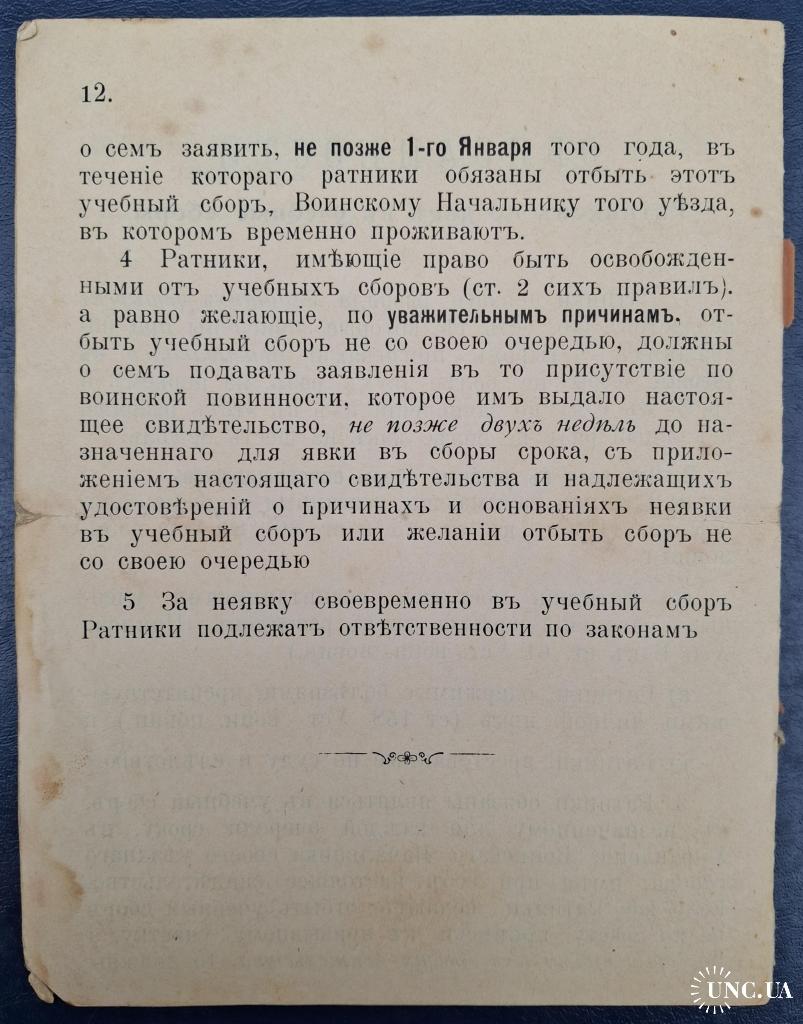 12.
о семъ заявить, не позже 1-го Января того года, въ
теченіе котораго ратники обязаны отбыть этотъ
учебный сборъ, Воинскому Начальнику того уѣзда,
въ которомъ временно проживаютъ.
4 Ратники, имѣющіе право быть освобожден-
ными отъ учебныхъ сборовъ (ст. 2 сихъ правилъ).
а равно желающіе, по уважительнымъ причинамъ, от-
быть учебный сборъ не со своею очередью, должны
о семъ подавать заявленія въ то присутствіе по
воинской повинности, которое имъ выдало настоя-
щее свидѣтельство, не позже двухъ недѣль до на-
значеннаго для явки въ сборы срока, съ прило-
женіемъ настоящаго свидѣтельства и надлежащихъ
удостовѣреній о причинахъ и основаніяхъ неявки
въ учебный сборъ или желаніи отбыть сборъ не
со своею очередью
5 За неявку своевременно въ учебный сборъ
Ратники подлежатъ отвѣтственности по законамъ
UNC.UA